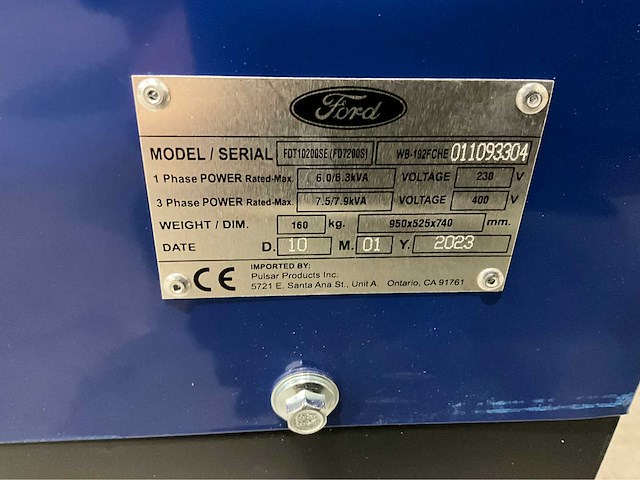 Ford
MODEL / SERIAL FDT10200SE (FD7200S) WB-192FCHE 011093304
1 Phase POWER Rated-Max. 6.0/6.3kVA VOLTAGE 230 V
3 Phase POWER Rated-Max. 7.5/7.9kVA VOLTAGE 400 V
WEIGHT / DIM. 160 kg. 950x525x740 mm.
DATE D. 10 M. 01 Y. 2023
CE IMPORTED BY:
Pulsar Products Inc.
5721 E. Santa Ana St., Unit A. Ontario, CA 91761